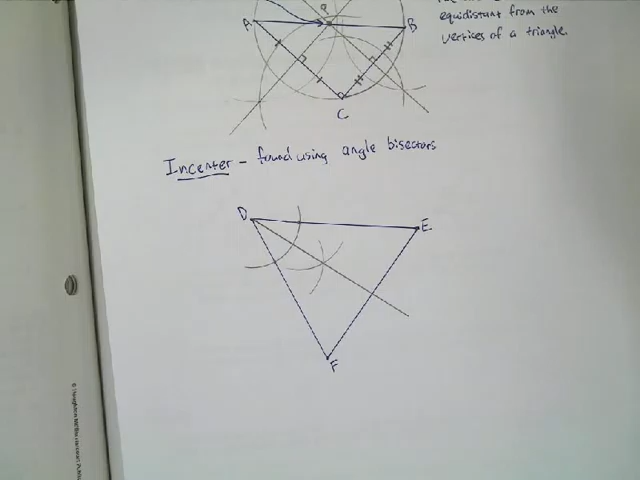 equidistant from the
vertices of a triangle.
A
B
C
Incenter - found using angle bisectors
D
E
F